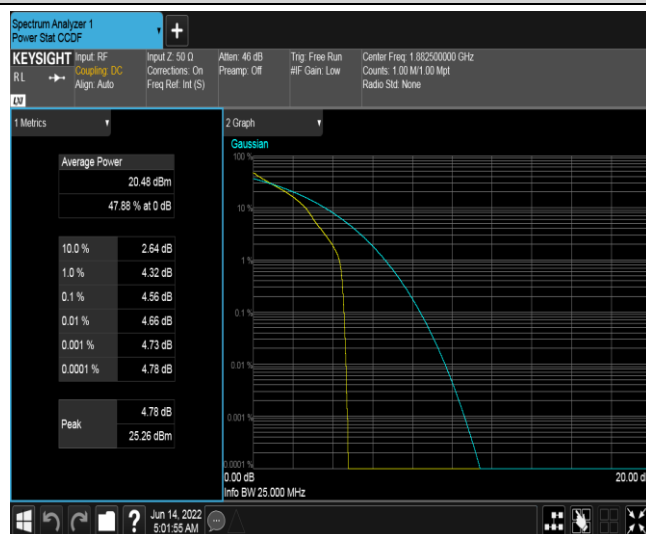 Spectrum Analyzer 1
Power Stat CCDF
+
KEYSIGHT
RL
LXI
Input: RF
Coupling: DC
Align: Auto
Input Z: 50 Ω
Corrections: On
Freq Ref: Int (S)
Atten: 46 dB
Preamp: Off
Trig: Free Run
#IF Gain: Low
Center Freq: 1.882500000 GHz
Counts: 1.00 M/1.00 Mpt
Radio Std: None
1 Metrics
Average Power
20.48 dBm
47.88 % at 0 dB
10.0 % 2.64 dB
1.0 % 4.32 dB
0.1 % 4.56 dB
0.01 % 4.66 dB
0.001 % 4.73 dB
0.0001 % 4.78 dB
Peak
4.78 dB
25.26 dBm
2 Graph
Gaussian
100 %
10 %
1 %
0.1 %
0.01 %
0.001 %
0.0001 %
0.00 dB
20.00 d
Info BW 25.000 MHz
?
Jun 14, 2022
5:01:55 AM